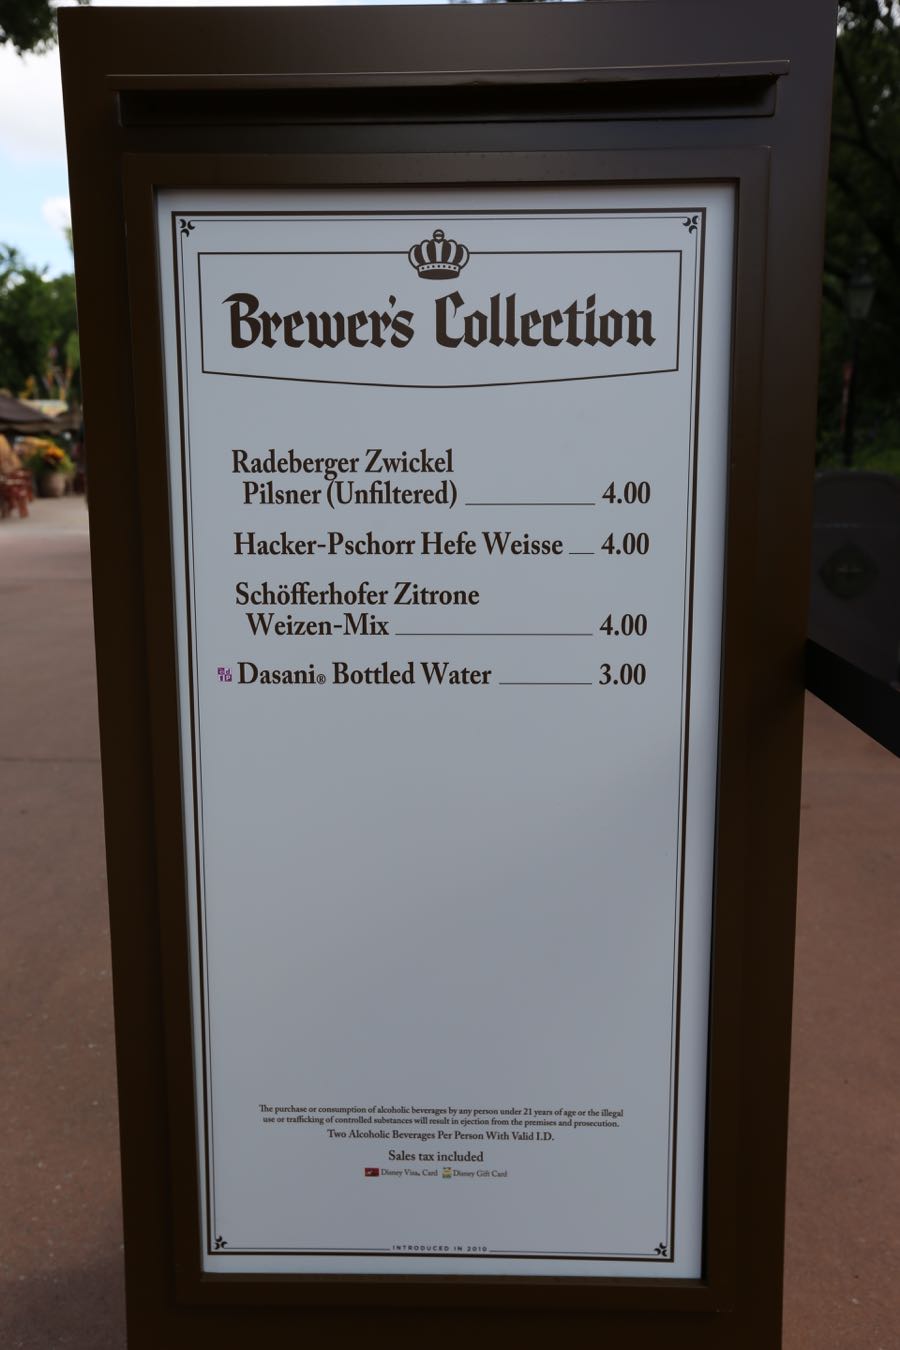 Brewer's Collection
Radeberger Zwickel
Pilsner (Unfiltered) 4.00
Hacker-Pschorr Hefe Weisse 4.00
Schöfferhofer Zitrone
Weizen-Mix 4.00
Dasani® Bottled Water 3.00
The purchase or consumption of alcoholic beverages by any person under 21 years of age or the illegal
use or trafficking of controlled substances will result in ejection from the premises and prosecution.
Two Alcoholic Beverages Per Person With Valid I.D.
Sales tax included
Disney Visa® Card Disney Gift Card
INTRODUCED IN 2010